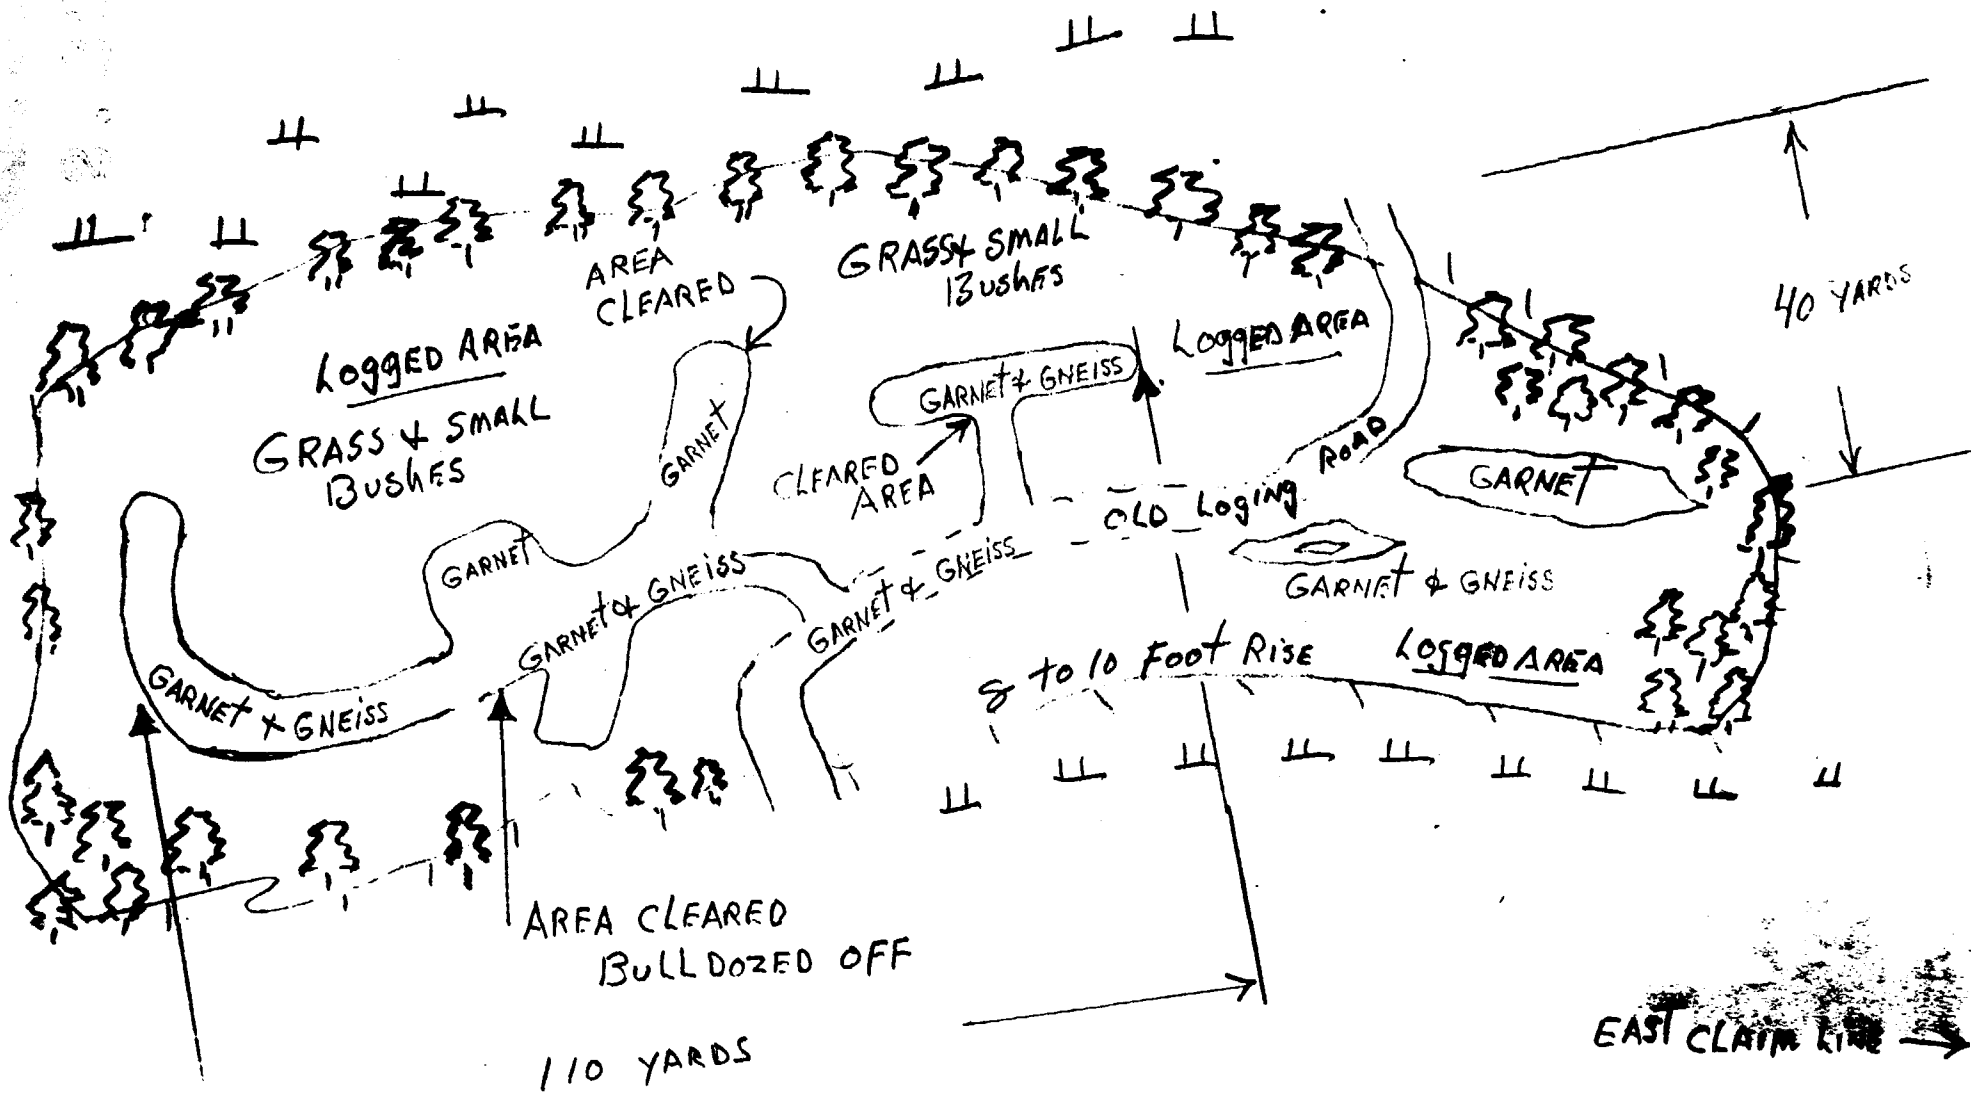 AREA
CLEARED
GRASS & SMALL
BUSHES
40 YARDS
LOGGED AREA
LOGGED AREA
GRASS & SMALL
BUSHES
GARNET & GNEISS
GARNET
CLEARED
AREA
OLD LOGING ROAD
GARNET
GARNET
GARNET & GNEISS
GARNET & GNEISS
GARNET & GNEISS
GARNET & GNEISS
8 to 10 FOOT RISE
LOGGED AREA
GARNET & GNEISS
AREA CLEARED
BULLDOZED OFF
110 YARDS
EAST CLAIM LINE